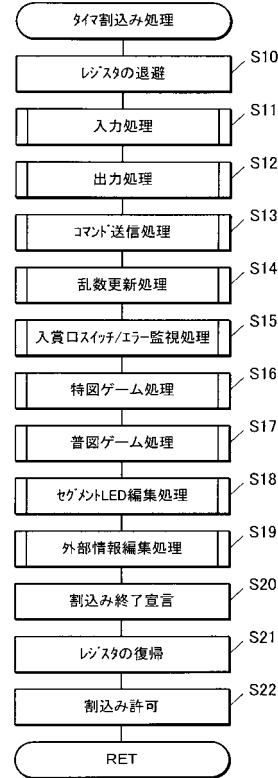 タイマ割込み処理
レジスタの退避
S10
入力処理
S11
出力処理
S12
コマンド送信処理
S13
乱数更新処理
S14
入賞口スイッチ/エラー監視処理
S15
特図ゲーム処理
S16
普図ゲーム処理
S17
セグメントLED編集処理
S18
外部情報編集処理
S19
割込み終了宣言
S20
レジスタの復帰
S21
割込み許可
S22
RET